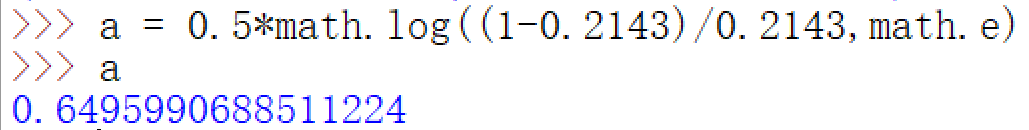 >>> a = 0.5*math.log((1-0.2143)/0.2143,math.e)
>>> a
0.6495990688511224